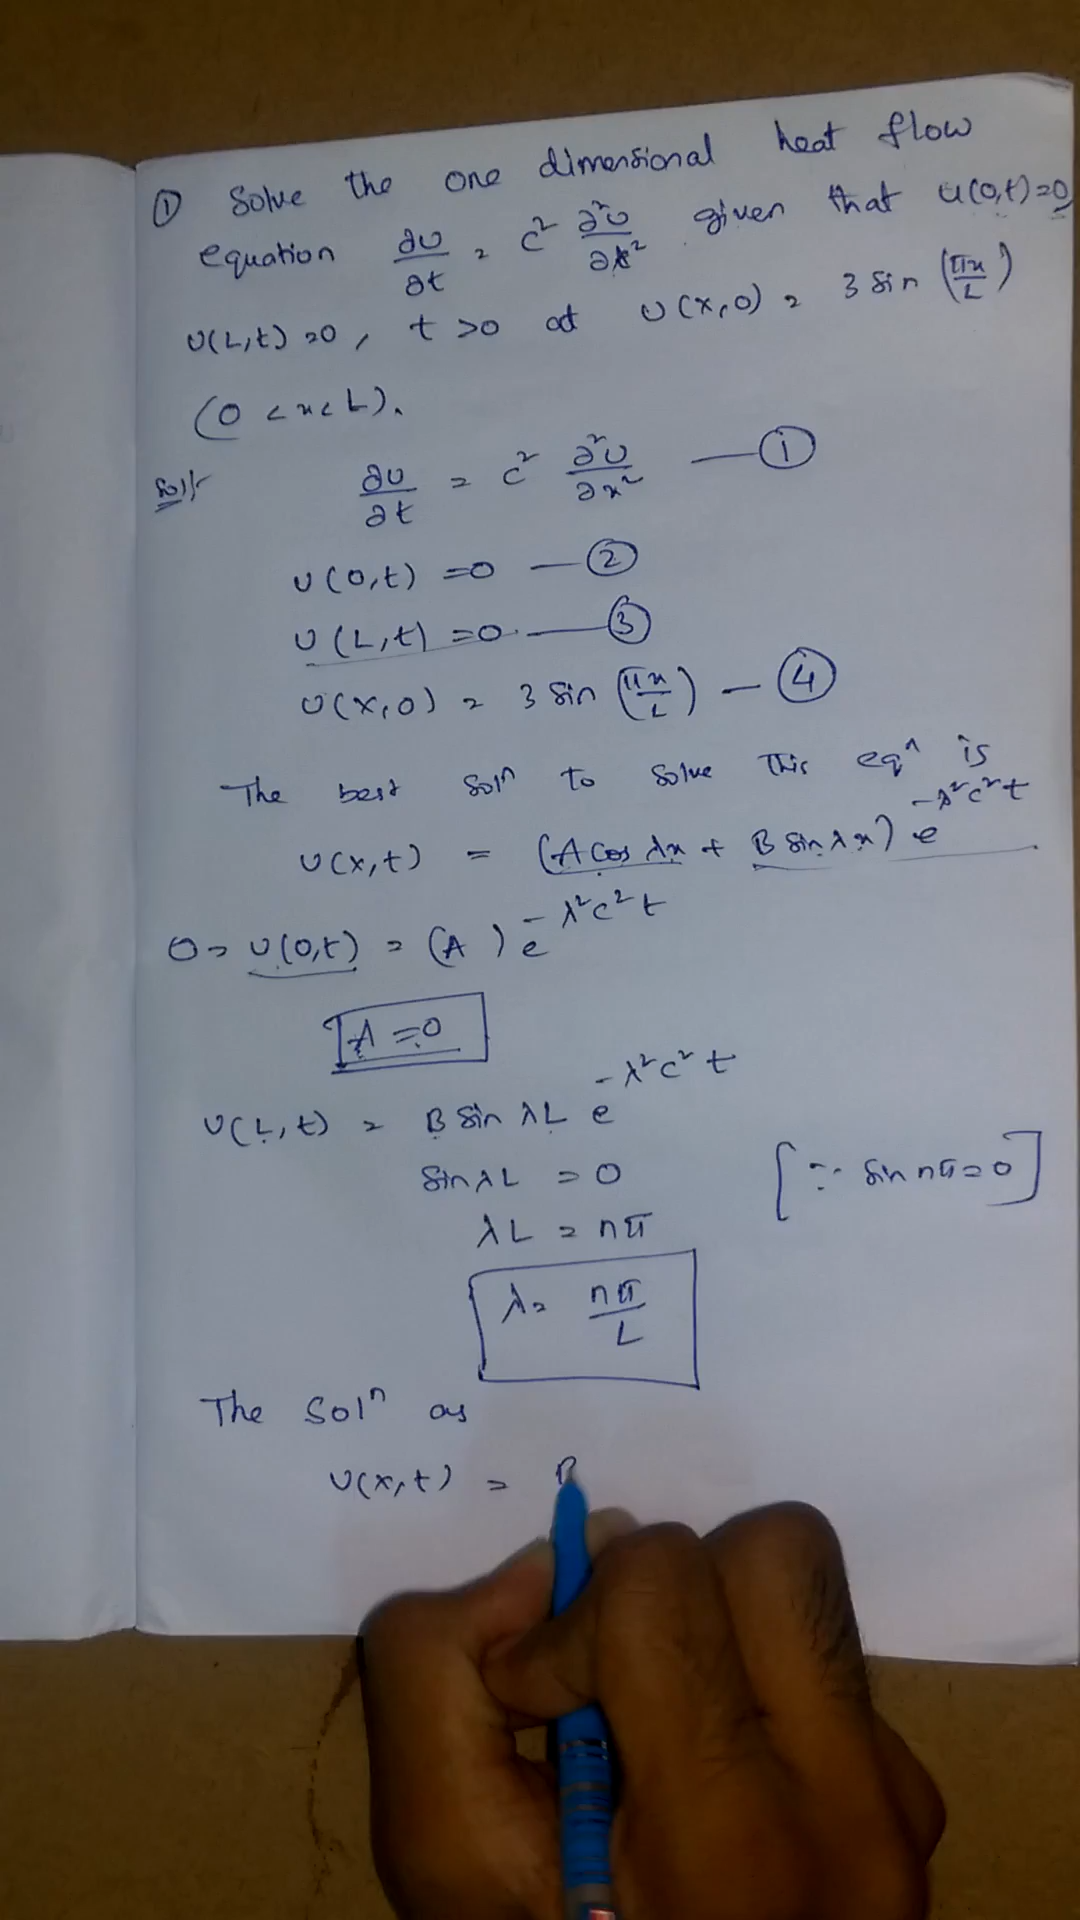 ① Solve the one dimensional heat flow
equation ∂U/∂t = c² ∂²U/∂x² given that u(0,t)=0
U(L,t)=0, t>0 at U(x,0) = 3 sin (πx/L)
(0<x<L).
Sol:- ∂U/∂t = c² ∂²U/∂x² — ①
U(0,t) =0 — ②
U(L,t) =0. — ③
U(x,0) = 3 sin (πx/L) — ④
The best solⁿ to solve this eqⁿ is
U(x,t) = (A cos λx + B sin λx) e^-λ²c²t
0= U(0,t) = (A ) e^-λ²c²t
A =0
U(L,t) = B sin λL e^-λ²c²t
sin λL = 0 [∵ sin nπ=0]
λL = nπ
λ= nπ/L
The Solⁿ as
U(x,t) = B